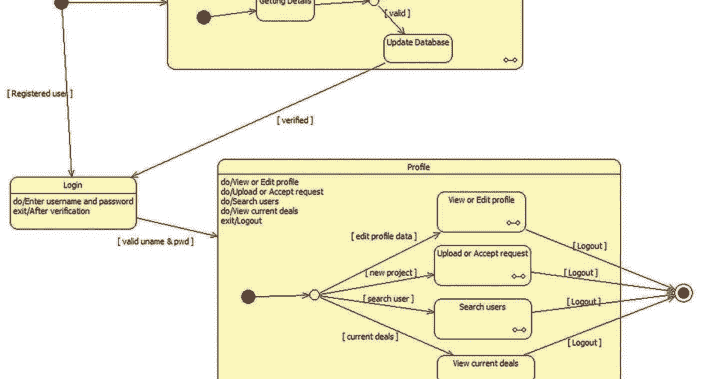 Getting Details
[ valid ]
Update Database
[ Registered user ]
[ verified ]
Login
do/Enter username and password
exit/After verification
[ valid uname & pwd ]
Profile
do/View or Edit profile
do/Upload or Accept request
do/Search users
do/View current deals
exit/Logout
View or Edit profile
[ edit profile data ]
[Logout ]
Upload or Accept request
[ new project ]
[Logout ]
[ search user ]
Search users
[Logout ]
[ current deals ]
[Logout ]
View current deals